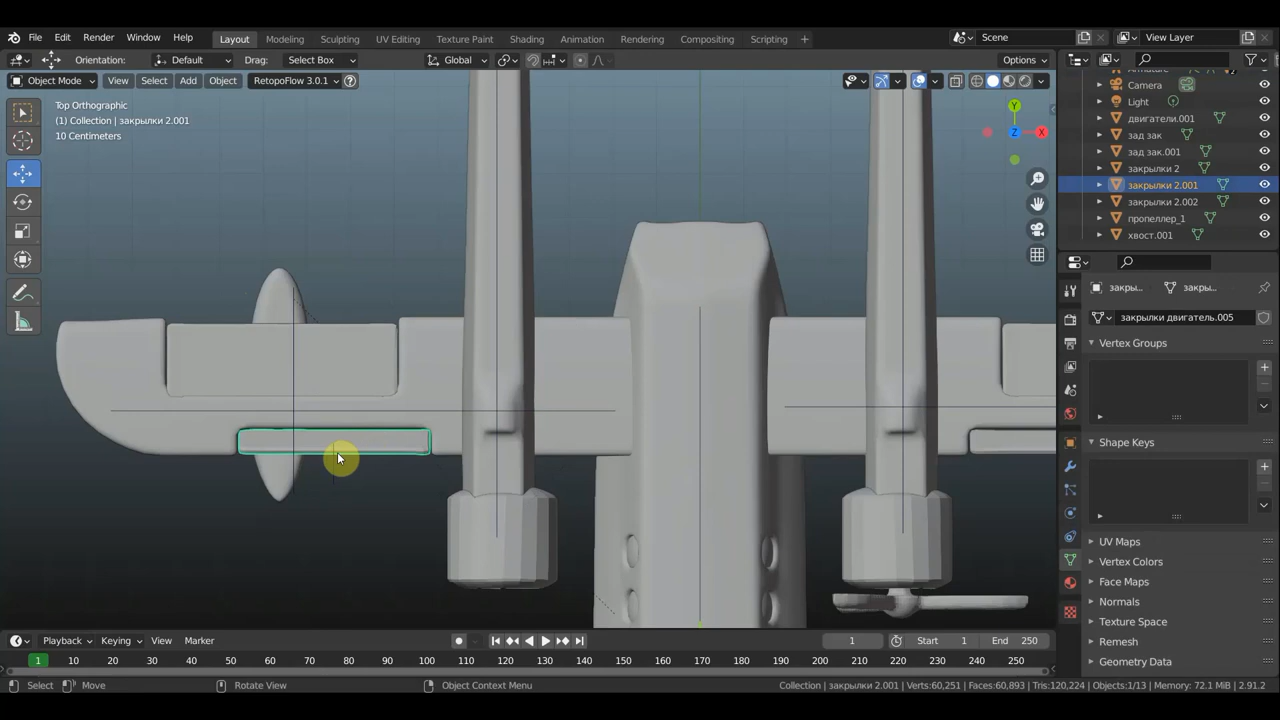 File Edit Render Window Help Layout Modeling Sculpting UV Editing Texture Paint Shading Animation Rendering Compositing Scripting + Scene View Layer
Orientation: Default Drag: Select Box Global Options
Object Mode View Select Add Object RetopoFlow 3.0.1
Top Orthographic
(1) Collection | закрылки 2.001
10 Centimeters
Y
X
Z
Camera
Light
двигатели.001
зад зак
зад зак.001
закрылки 2
закрылки 2.001
закрылки 2.002
пропеллер_1
хвост.001
закры... закры...
закрылки двигатель.005
Vertex Groups
Shape Keys
UV Maps
Vertex Colors
Face Maps
Normals
Texture Space
Remesh
Geometry Data
Playback Keying View Marker 1 Start 1 End 250
1 10 20 30 40 50 60 70 80 90 100 110 120 130 140 150 160 170 180 190 200 210 220 230 240 250
Select Move Rotate View Object Context Menu Collection | закрылки 2.001 | Verts:60,251 | Faces:60,893 | Tris:120,224 | Objects:1/13 | Memory: 72.1 MiB | 2.91.2